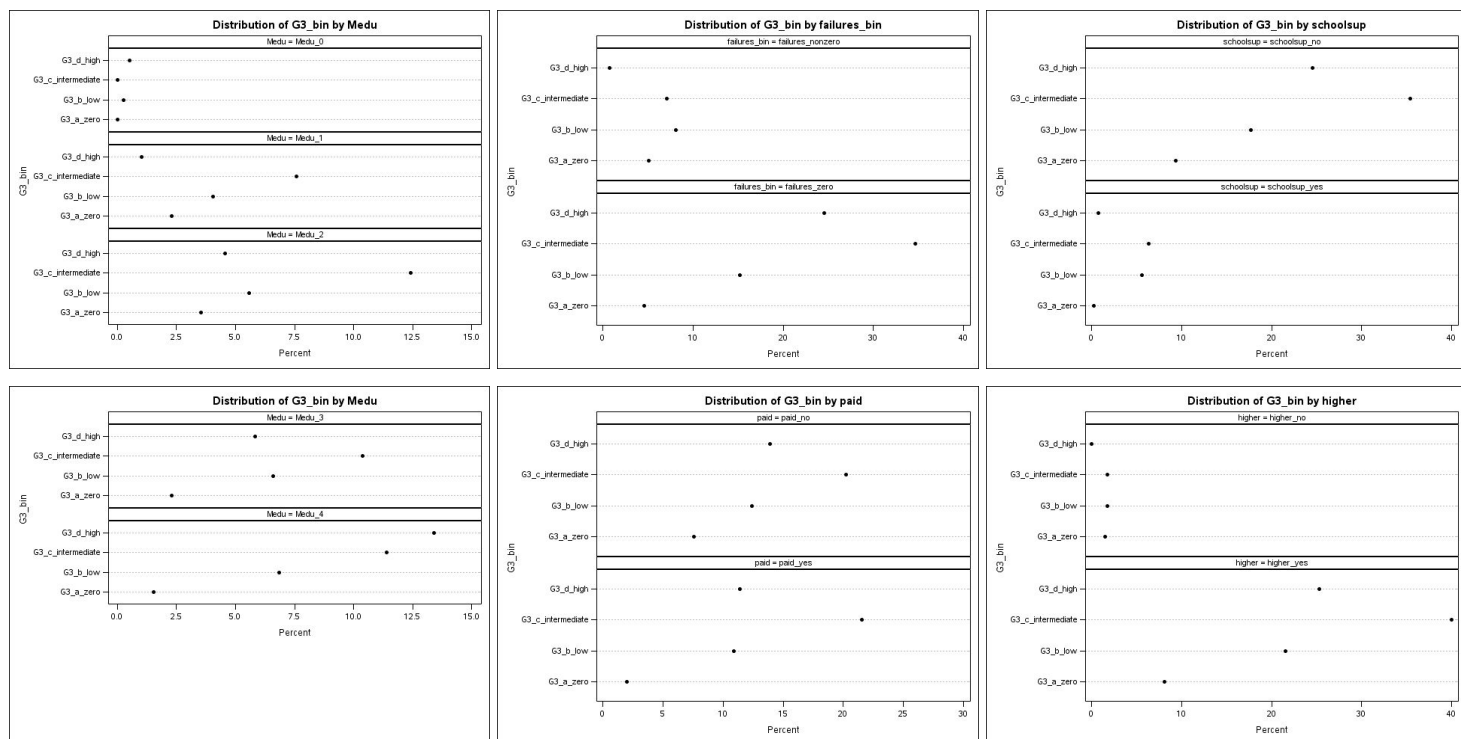 Distribution of G3_bin by Medu
Medu = Medu_0
G3_d_high
G3_c_intermediate
G3_b_low
G3_a_zero
Medu = Medu_1
G3_d_high
G3_c_intermediate
G3_b_low
G3_a_zero
Medu = Medu_2
G3_d_high
G3_c_intermediate
G3_b_low
G3_a_zero
G3_bin
0.0 2.5 5.0 7.5 10.0 12.5 15.0
Percent
Distribution of G3_bin by failures_bin
failures_bin = failures_nonzero
G3_d_high
G3_c_intermediate
G3_b_low
G3_a_zero
failures_bin = failures_zero
G3_d_high
G3_c_intermediate
G3_b_low
G3_a_zero
G3_bin
0 10 20 30 40
Percent
Distribution of G3_bin by schoolsup
schoolsup = schoolsup_no
G3_d_high
G3_c_intermediate
G3_b_low
G3_a_zero
schoolsup = schoolsup_yes
G3_d_high
G3_c_intermediate
G3_b_low
G3_a_zero
G3_bin
0 10 20 30 40
Percent
Distribution of G3_bin by Medu
Medu = Medu_3
G3_d_high
G3_c_intermediate
G3_b_low
G3_a_zero
Medu = Medu_4
G3_d_high
G3_c_intermediate
G3_b_low
G3_a_zero
G3_bin
0.0 2.5 5.0 7.5 10.0 12.5 15.0
Percent
Distribution of G3_bin by paid
paid = paid_no
G3_d_high
G3_c_intermediate
G3_b_low
G3_a_zero
paid = paid_yes
G3_d_high
G3_c_intermediate
G3_b_low
G3_a_zero
G3_bin
0 5 10 15 20 25 30
Percent
Distribution of G3_bin by higher
higher = higher_no
G3_d_high
G3_c_intermediate
G3_b_low
G3_a_zero
higher = higher_yes
G3_d_high
G3_c_intermediate
G3_b_low
G3_a_zero
G3_bin
0 10 20 30 40
Percent